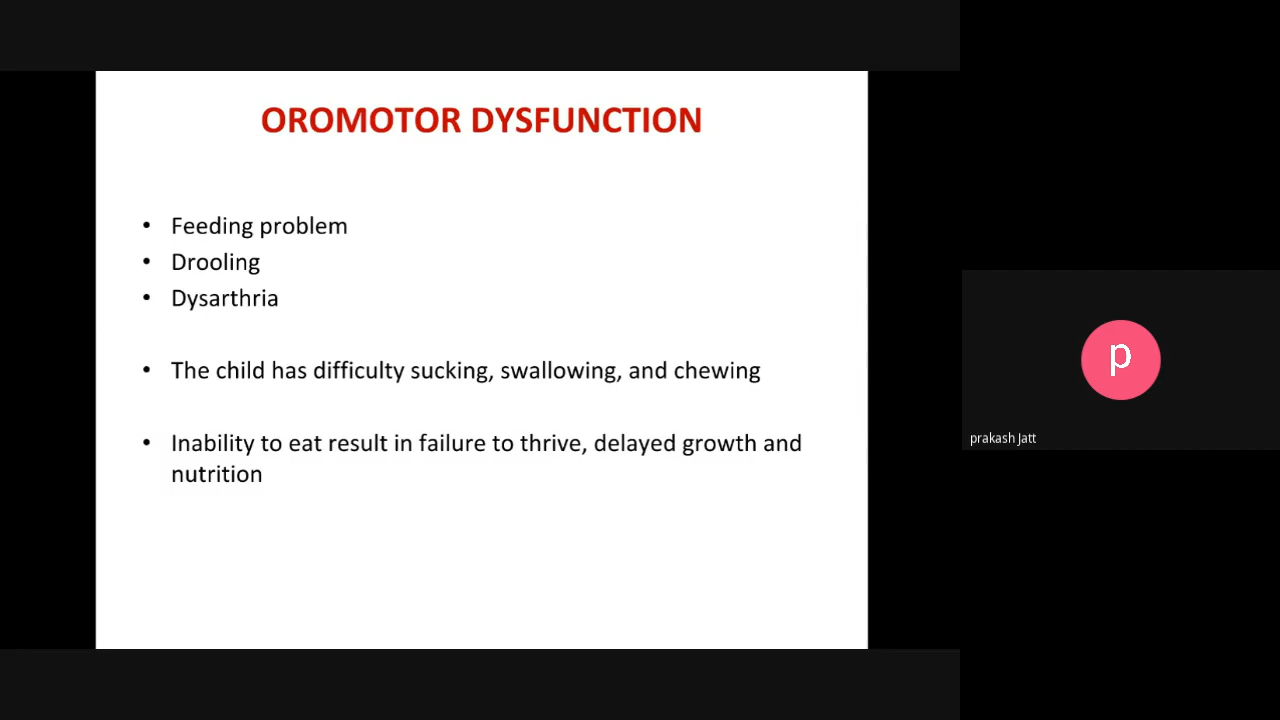 OROMOTOR DYSFUNCTION
• Feeding problem
• Drooling
• Dysarthria
• The child has difficulty sucking, swallowing, and chewing
• Inability to eat result in failure to thrive, delayed growth and
nutrition
p
prakash Jatt